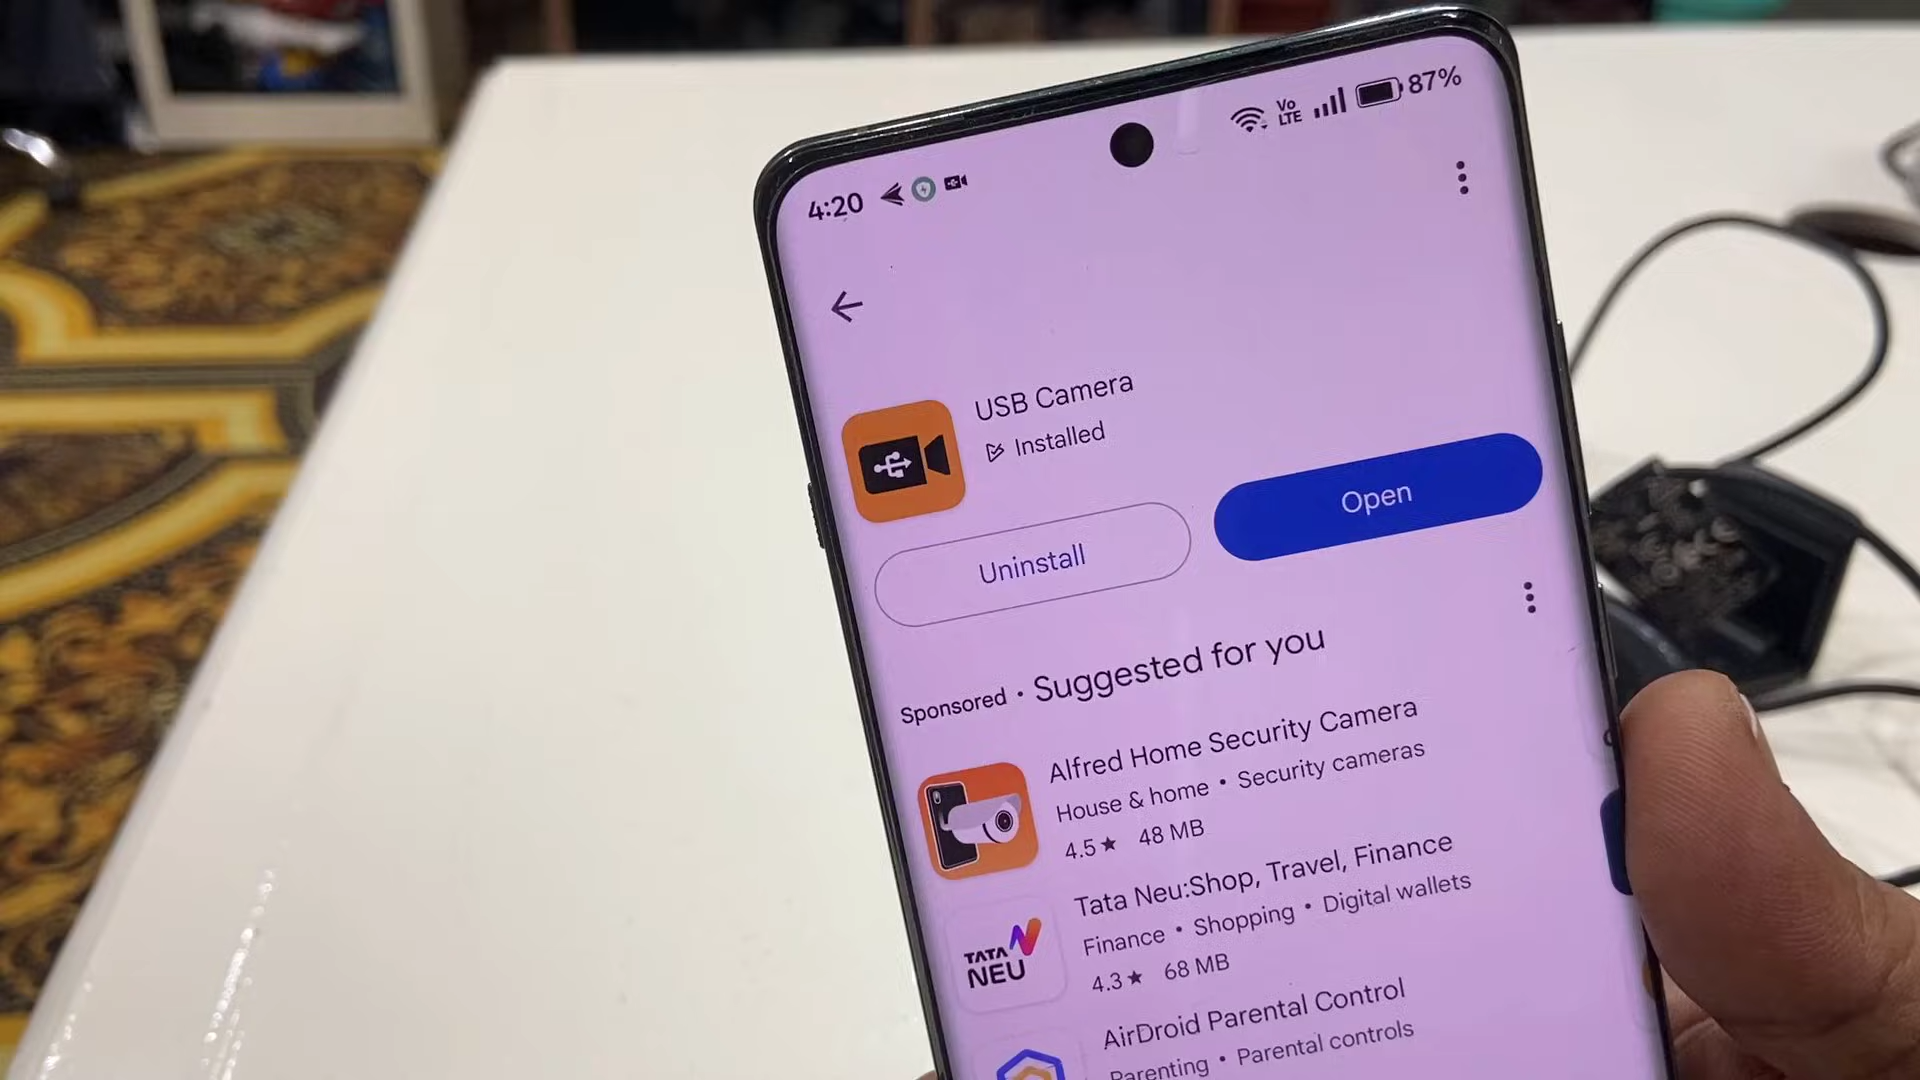 4:20
Vo
LTE
87%
USB Camera
Installed
Uninstall
Open
Sponsored • Suggested for you
Alfred Home Security Camera
House & home • Security cameras
4.5★ 48 MB
Tata Neu:Shop, Travel, Finance
Finance • Shopping • Digital wallets
4.3★ 68 MB
TATA
NEU
AirDroid Parental Control
Parenting • Parental controls